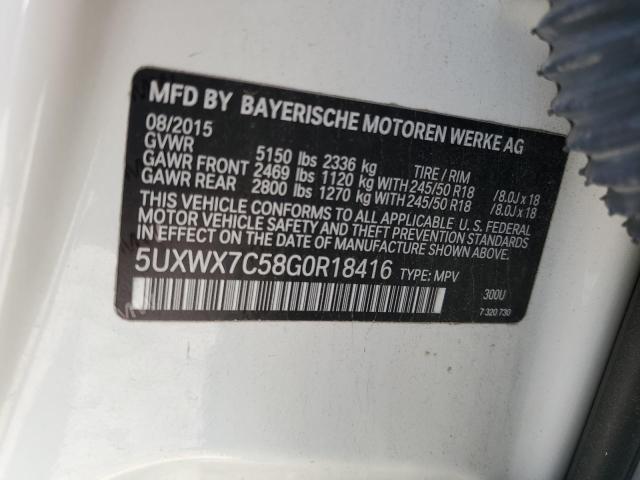 MFD BY BAYERISCHE MOTOREN WERKE AG
08/2015
GVWR 5150 lbs 2336 kg TIRE / RIM
GAWR FRONT 2469 lbs 1120 kg WITH 245/50 R18 /8.0J x 18
GAWR REAR 2800 lbs 1270 kg WITH 245/50 R18 /8.0J x 18
THIS VEHICLE CONFORMS TO ALL APPLICABLE U. S. FEDERAL
MOTOR VEHICLE SAFETY AND THEFT PREVENTION STANDARDS
IN EFFECT ON THE DATE OF MANUFACTURE SHOWN ABOVE.
5UXWX7C58G0R18416 TYPE: MPV
300U
7 320 730